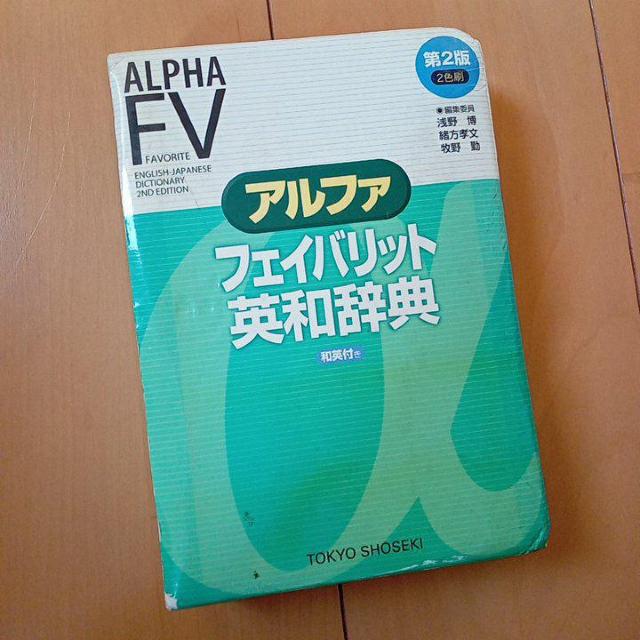 ALPHA
FV
FAVORITE
ENGLISH-JAPANESE
DICTIONARY
2ND EDITION
第2版
2色刷
●編集委員
浅野 博
緒方孝文
牧野 勤
アルファ
フェイバリット
英和辞典
和英付き
TOKYO SHOSEKI